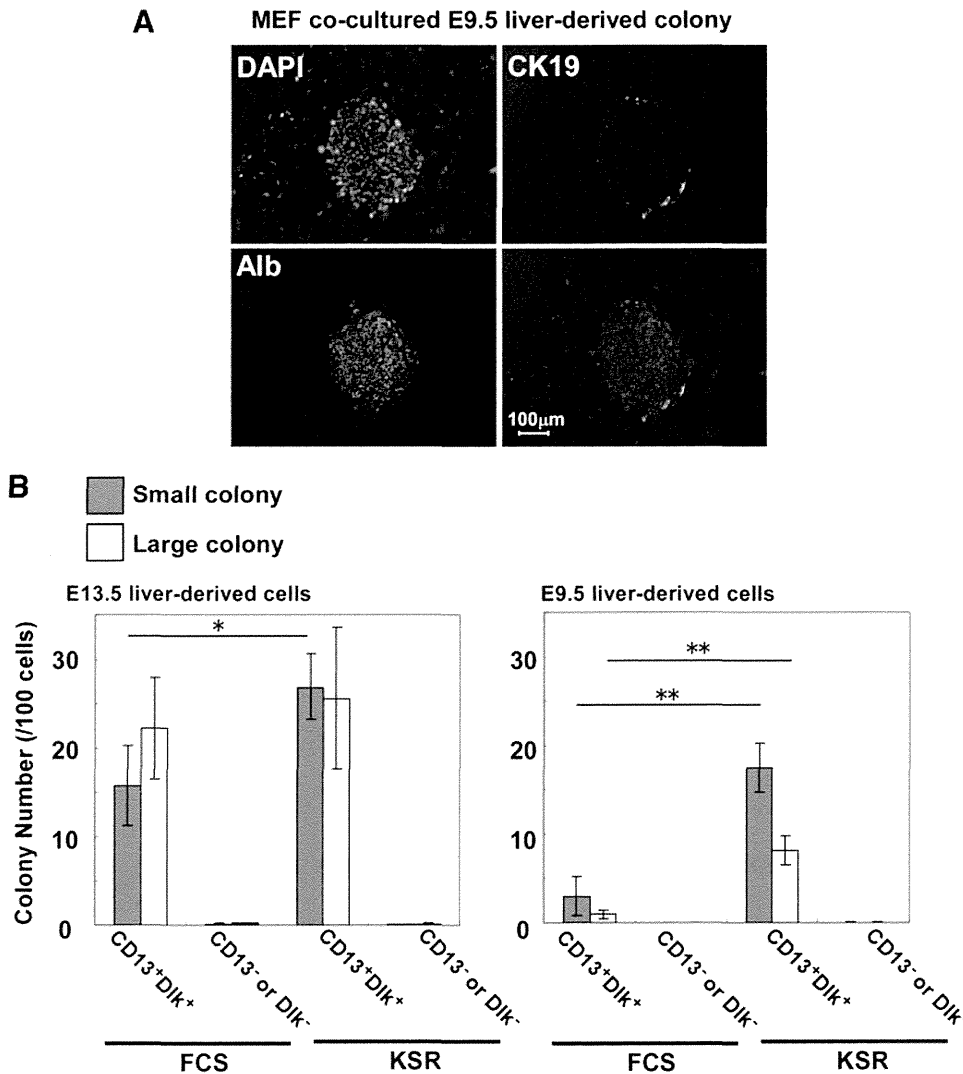 A
MEF co-cultured E9.5 liver-derived colony
DAPI
CK19
Alb
100μm
B
Small colony
Large colony
E13.5 liver-derived cells
E9.5 liver-derived cells
Colony Number (/100 cells)
30
20
10
0
*
30
20
10
0
**
**
CD13⁺Dlk⁺
CD13⁻ or Dlk⁻
CD13⁺Dlk⁺
CD13⁻ or Dlk⁻
CD13⁺Dlk⁺
CD13⁻ or Dlk⁻
CD13⁺Dlk⁺
CD13⁻ or Dlk
FCS
KSR
FCS
KSR